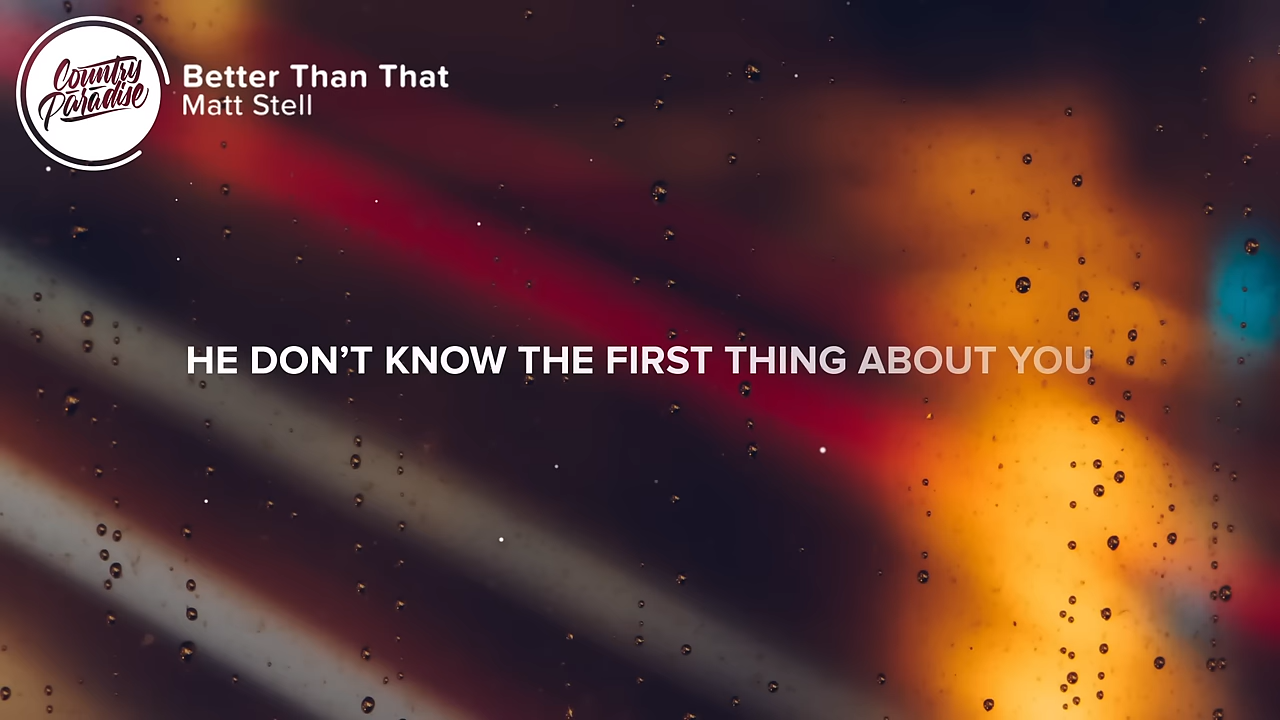 Country
Paradise
Better Than That
Matt Stell
HE DON’T KNOW THE FIRST THING ABOUT YOU